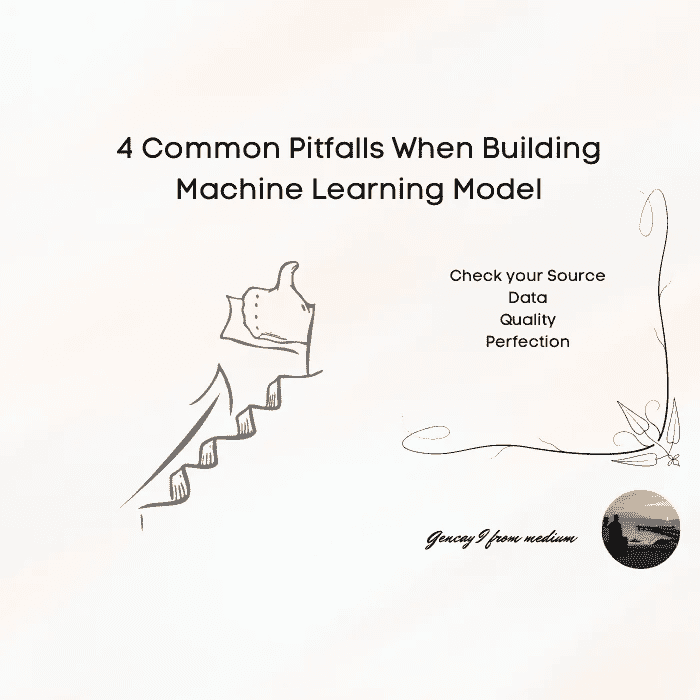 4 Common Pitfalls When Building
Machine Learning Model
Check your Source
Data
Quality
Perfection
Gencay I from medium